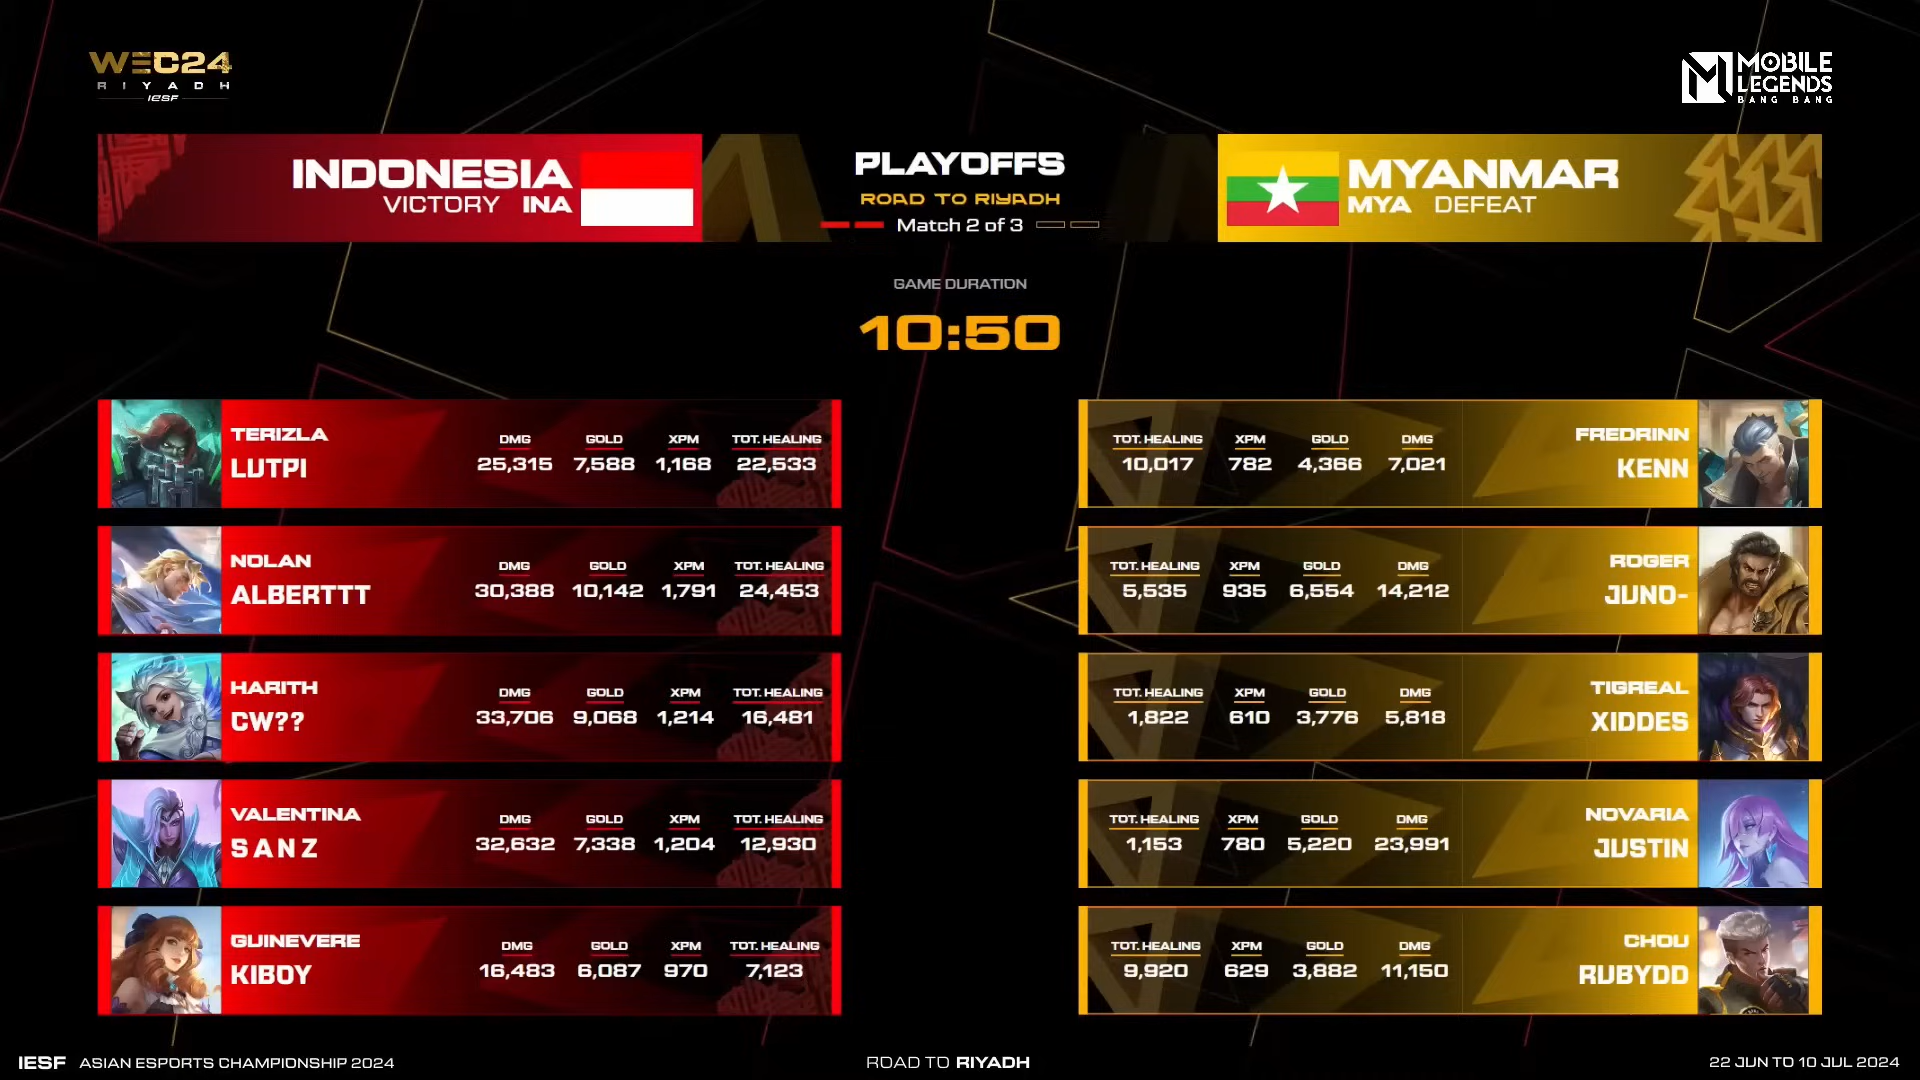 WEC24
RIYADH
IESF
MOBILE
LEGENDS
BANG BANG
INDONESIA
VICTORY INA
PLAYOFFS
ROAD TO RIYADH
Match 2 of 3
MYANMAR
MYA DEFEAT
GAME DURATION
10:50
TERIZLA
LUTPI
DMG GOLD XPM TOT. HEALING
25,315 7,588 1,168 22,533
TOT. HEALING XPM GOLD DMG
10,017 782 4,366 7,021
FREDRINN
KENN
NOLAN
ALBERTTT
DMG GOLD XPM TOT. HEALING
30,388 10,142 1,791 24,453
TOT. HEALING XPM GOLD DMG
5,535 935 6,554 14,212
ROGER
JUNO-
HARITH
CW??
DMG GOLD XPM TOT. HEALING
33,706 9,068 1,214 16,481
TOT. HEALING XPM GOLD DMG
1,822 610 3,776 5,818
TIGREAL
XIDDES
VALENTINA
S A N Z
DMG GOLD XPM TOT. HEALING
32,632 7,338 1,204 12,930
TOT. HEALING XPM GOLD DMG
1,153 780 5,220 23,991
NOVARIA
JUSTIN
GUINEVERE
KIBOY
DMG GOLD XPM TOT. HEALING
16,483 6,087 970 7,123
TOT. HEALING XPM GOLD DMG
9,920 629 3,882 11,150
CHOU
RUBYDD
IESF ASIAN ESPORTS CHAMPIONSHIP 2024
ROAD TO RIYADH
22 JUN TO 10 JUL 2024